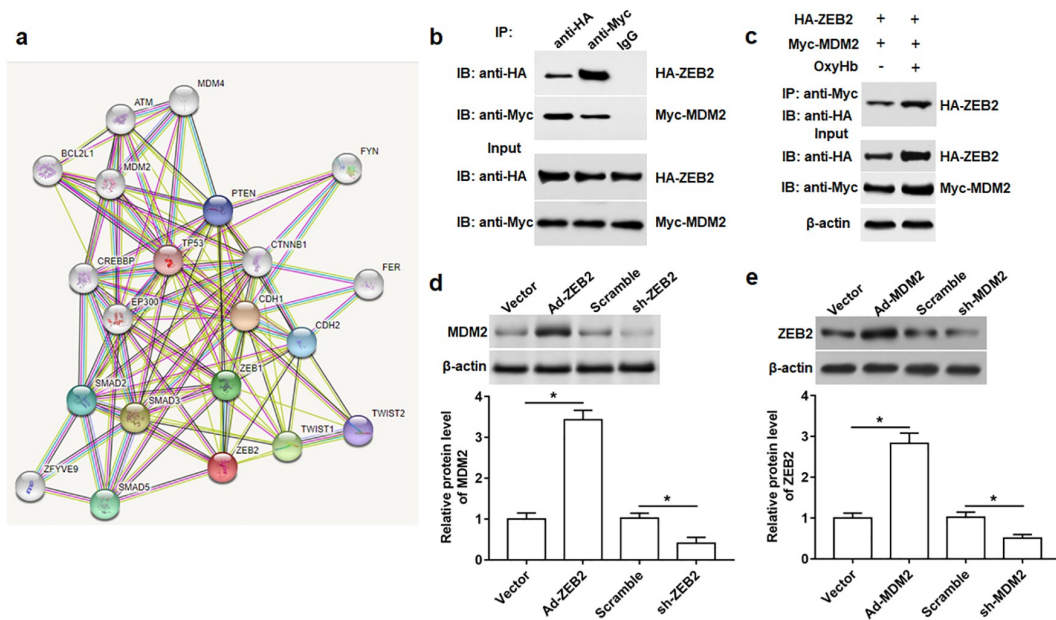 a
MDM4
ATM
BCL2L1
MDM2
FYN
PTEN
TP53
CTNNB1
CREBBP
FER
EP300
CDH1
CDH2
ZEB1
SMAD2
SMAD3
TWIST2
TWIST1
ZEB2
ZFYVE9
SMAD5
b
IP: anti-HA anti-Myc IgG
IB: anti-HA HA-ZEB2
IB: anti-Myc Myc-MDM2
Input
IB: anti-HA HA-ZEB2
IB: anti-Myc Myc-MDM2
c
HA-ZEB2 + +
Myc-MDM2 + +
OxyHb - +
IP: anti-Myc
HA-ZEB2
IB: anti-HA
Input
IB: anti-HA HA-ZEB2
IB: anti-Myc Myc-MDM2
β-actin
d
Vector Ad-ZEB2 Scramble sh-ZEB2
MDM2
β-actin
Relative protein level
of MDM2
4
3
2
1
0
* *
Vector Ad-ZEB2 Scramble sh-ZEB2
e
Vector Ad-MDM2 Scramble sh-MDM2
ZEB2
β-actin
Relative protein level
of ZEB2
4
3
2
1
0
* *
Vector Ad-MDM2 Scramble sh-MDM2